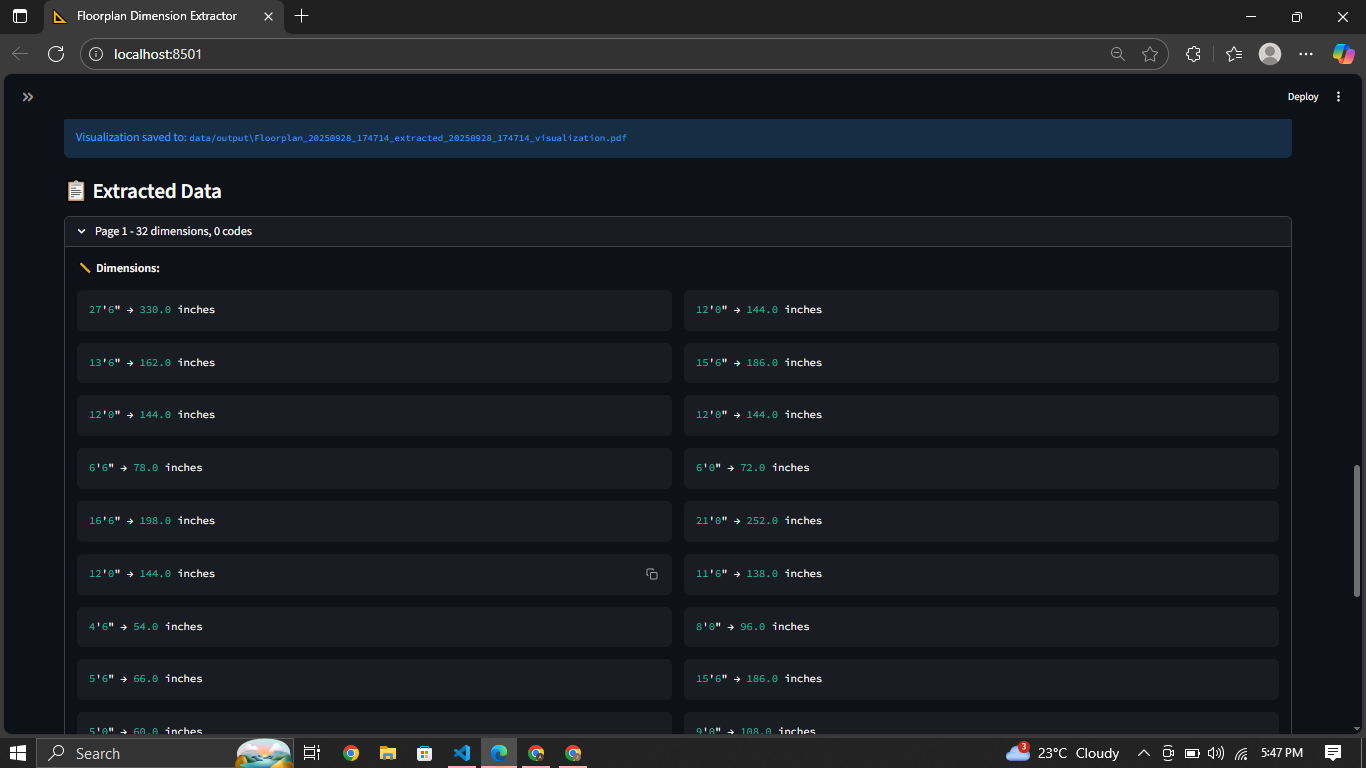 Floorplan Dimension Extractor
localhost:8501
Deploy
Visualization saved to: data/output\Floorplan_20250928_174714_extracted_20250928_174714_visualization.pdf
📋 Extracted Data
Page 1 - 32 dimensions, 0 codes
📏 Dimensions:
27'6" → 330.0 inches
12'0" → 144.0 inches
13'6" → 162.0 inches
15'6" → 186.0 inches
12'0" → 144.0 inches
12'0" → 144.0 inches
6'6" → 78.0 inches
6'0" → 72.0 inches
16'6" → 198.0 inches
21'0" → 252.0 inches
12'0" → 144.0 inches
11'6" → 138.0 inches
4'6" → 54.0 inches
8'0" → 96.0 inches
5'6" → 66.0 inches
15'6" → 186.0 inches
5'0" → 60.0 inches
9'0" → 108.0 inches
Search
3
23°C Cloudy
5:47 PM